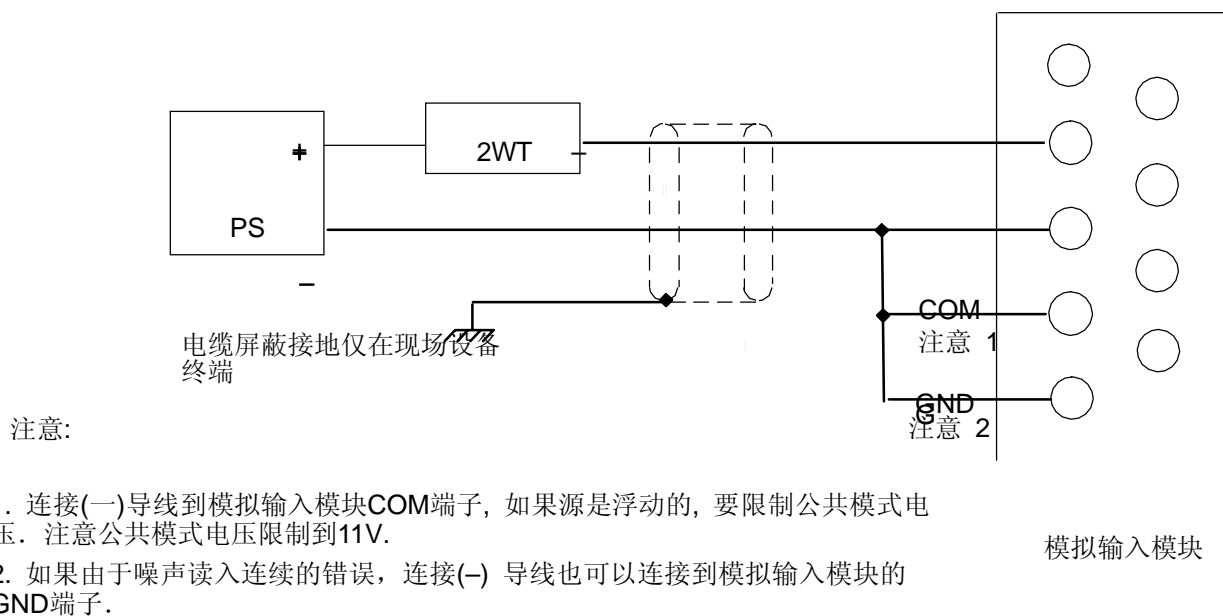 +
2WT –
PS
–
COM
注意 1
电缆屏蔽接地仅在现场设备
终端
GND
G
注意 2
注意:
. 连接(一)导线到模拟输入模块COM端子, 如果源是浮动的, 要限制公共模式电
压. 注意公共模式电压限制到11V.
2. 如果由于噪声读入连续的错误，连接(–) 导线也可以连接到模拟输入模块的
GND端子.
模拟输入模块